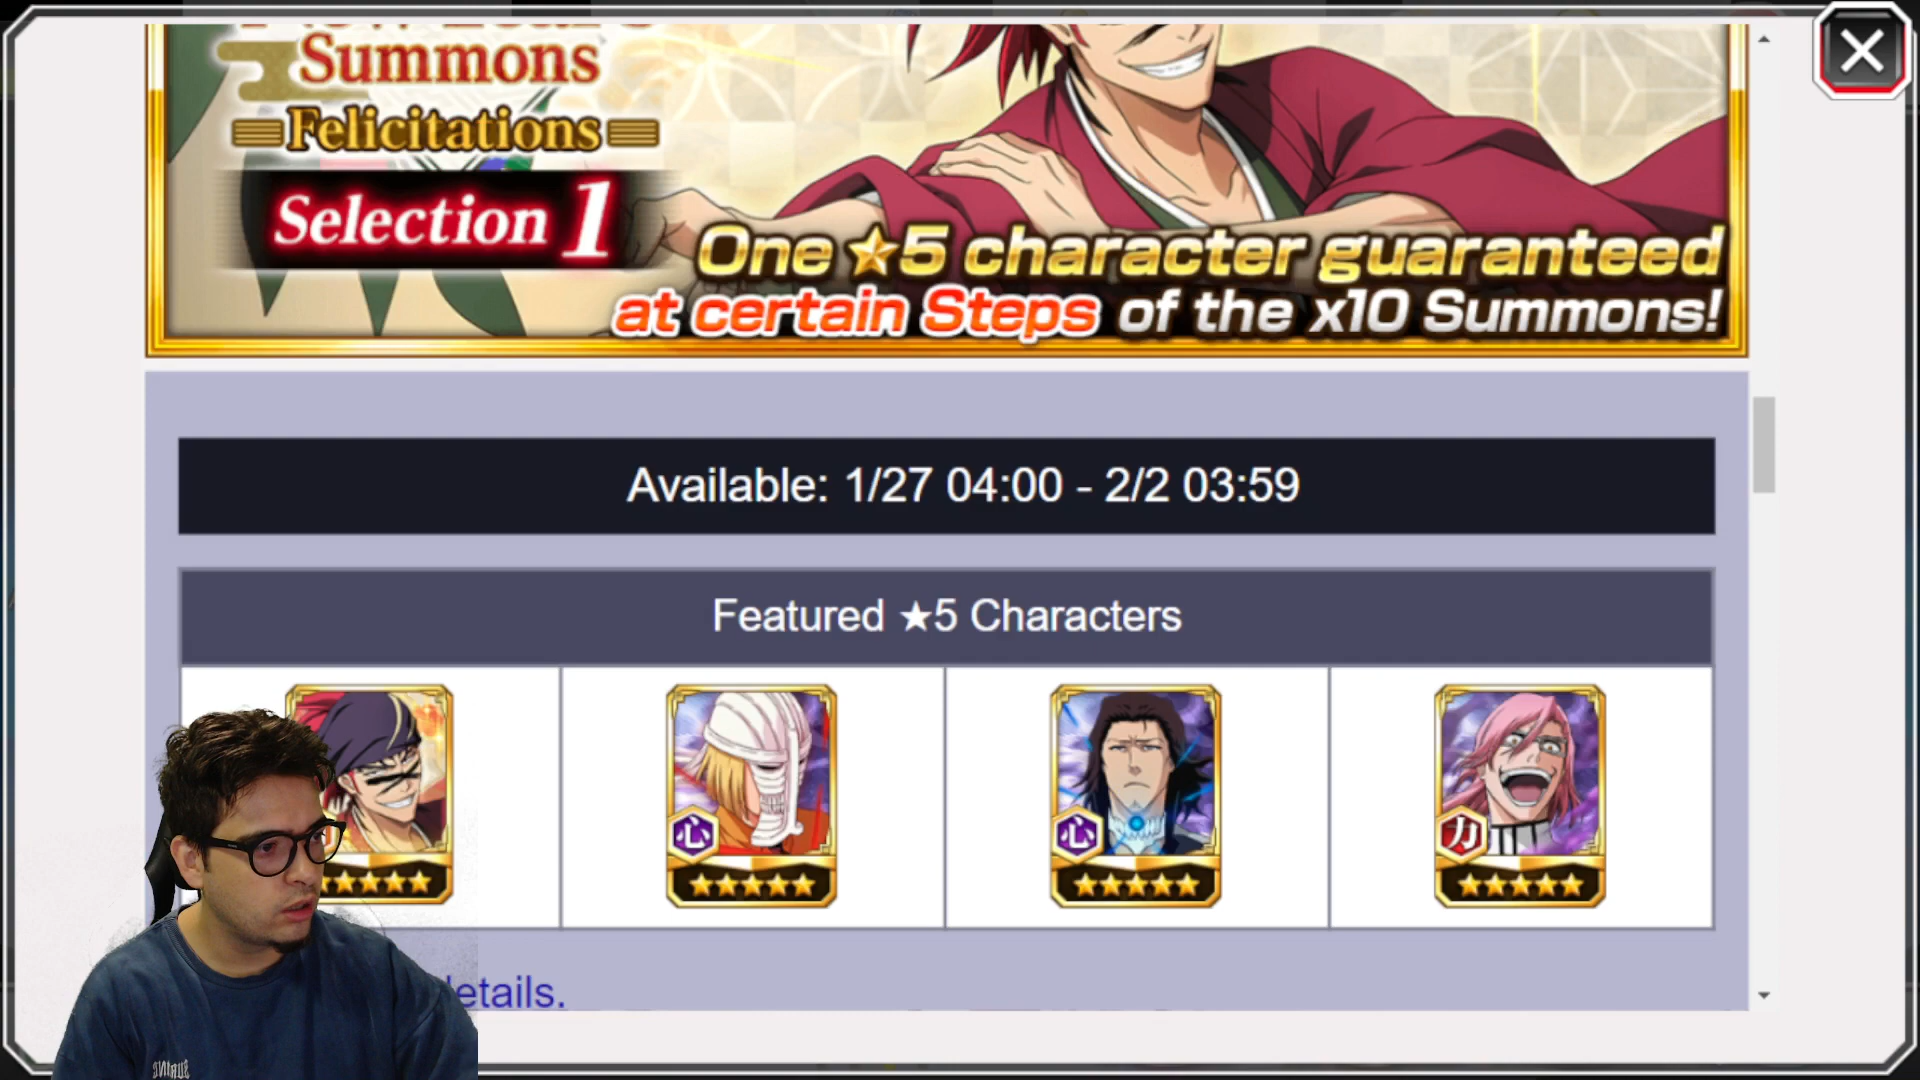 Summons
Felicitations
Selection 1
One ★5 character guaranteed
at certain Steps of the x10 Summons!
Available: 1/27 04:00 - 2/2 03:59
Featured ★5 Characters
心
心
力
etails.